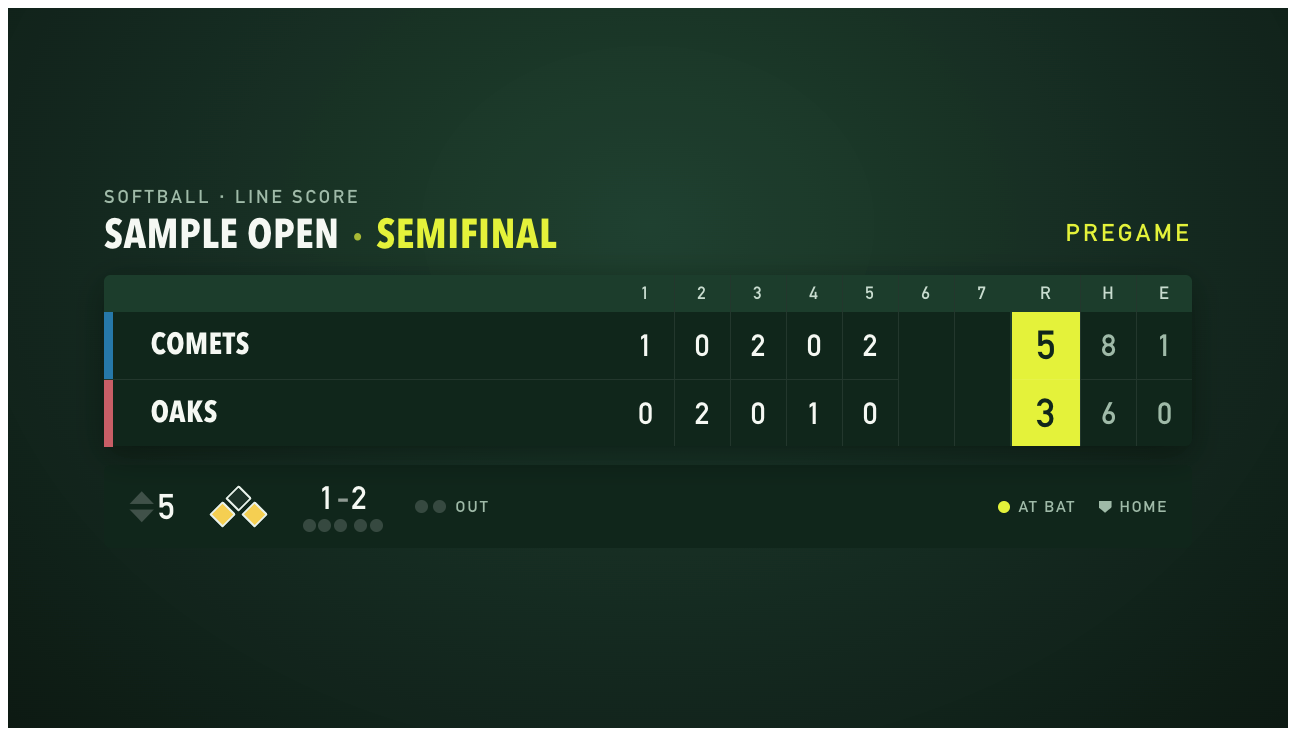 SOFTBALL · LINE SCORE
SAMPLE OPEN • SEMIFINAL
PREGAME
1 2 3 4 5 6 7 R H E
COMETS 1 0 2 0 2 5 8 1
OAKS 0 2 0 1 0 3 6 0
5 1-2 OUT AT BAT HOME